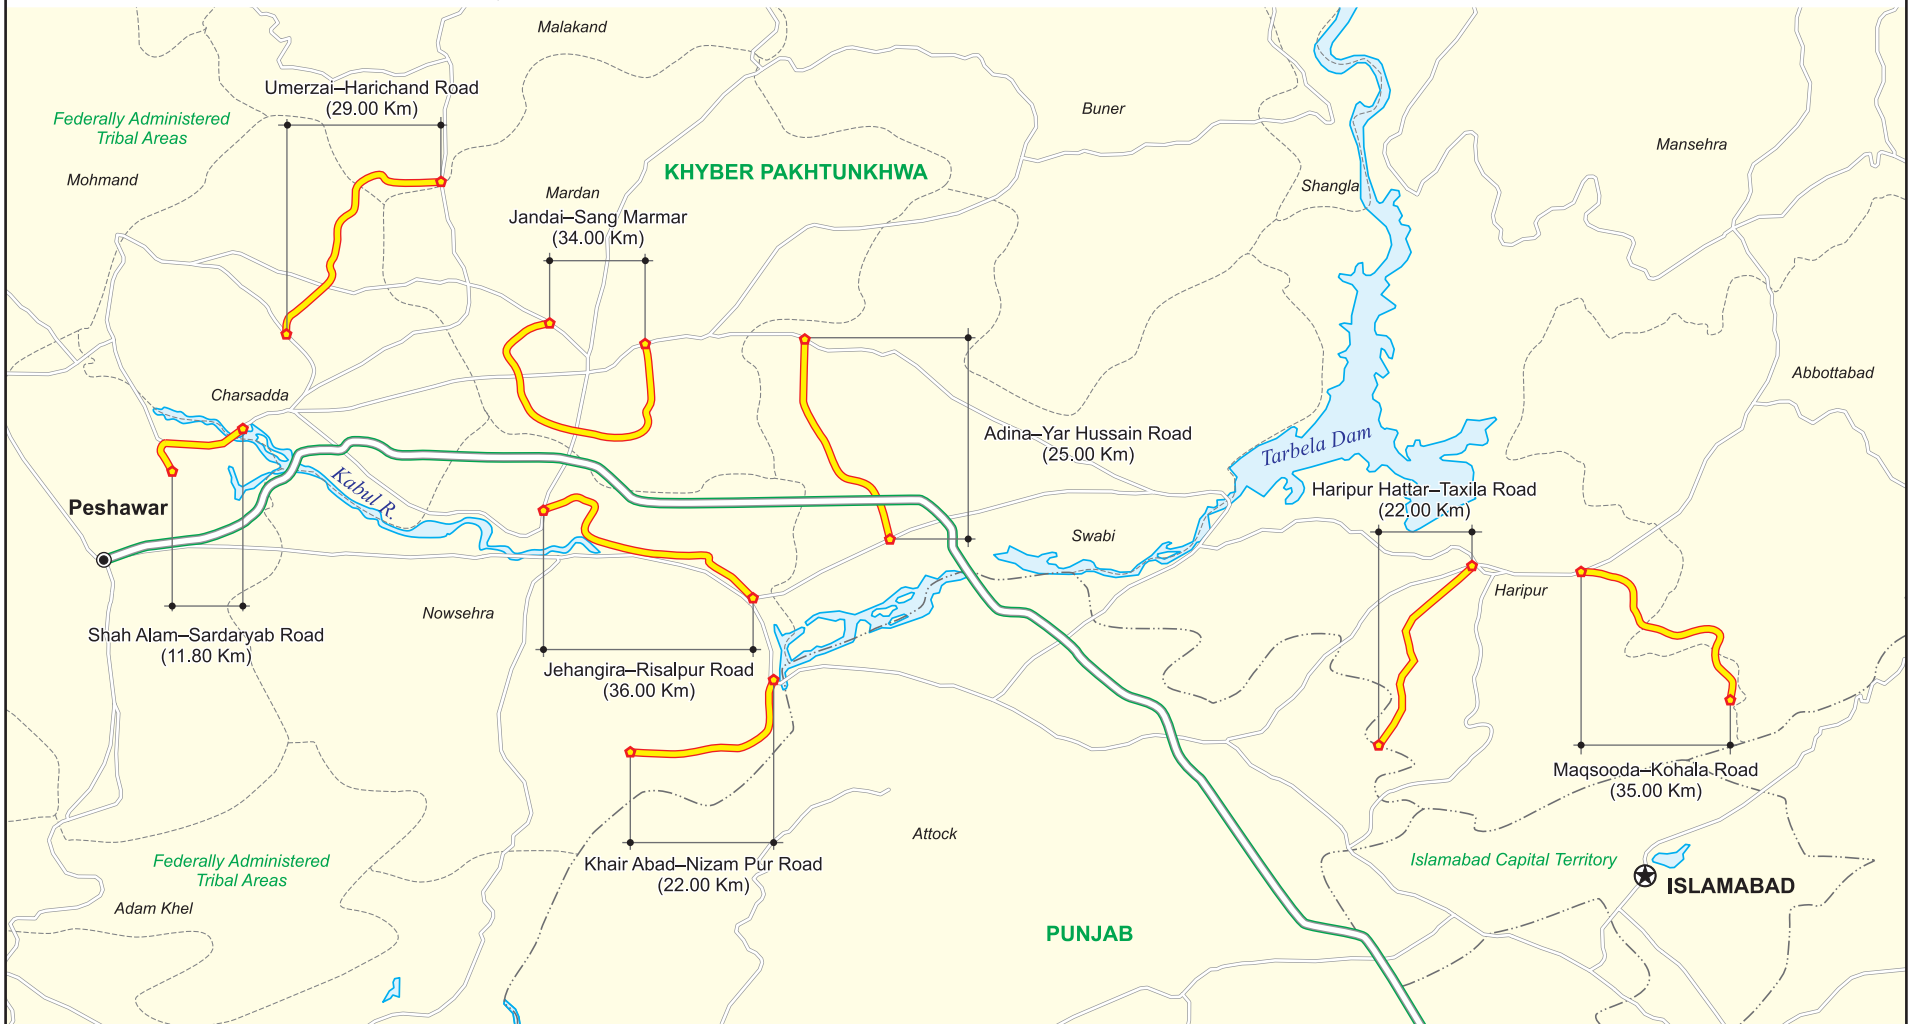 Malakand
Umerzai–Harichand Road
(29.00 Km)
Federally Administered
Tribal Areas
Buner
Mansehra
KHYBER PAKHTUNKHWA
Mohmand
Shangla
Mardan
Jandai–Sang Marmar
(34.00 Km)
Abbottabad
Charsadda
Adina–Yar Hussain Road
(25.00 Km)
Tarbela Dam
Kabul R.
Haripur Hattar–Taxila Road
(22.00 Km)
Peshawar
Swabi
Haripur
Nowsehra
Shah Alam–Sardaryab Road
(11.80 Km)
Jehangira–Risalpur Road
(36.00 Km)
Maqsooda–Kohala Road
(35.00 Km)
Attock
Khair Abad–Nizam Pur Road
(22.00 Km)
Federally Administered
Tribal Areas
Islamabad Capital Territory
ISLAMABAD
Adam Khel
PUNJAB